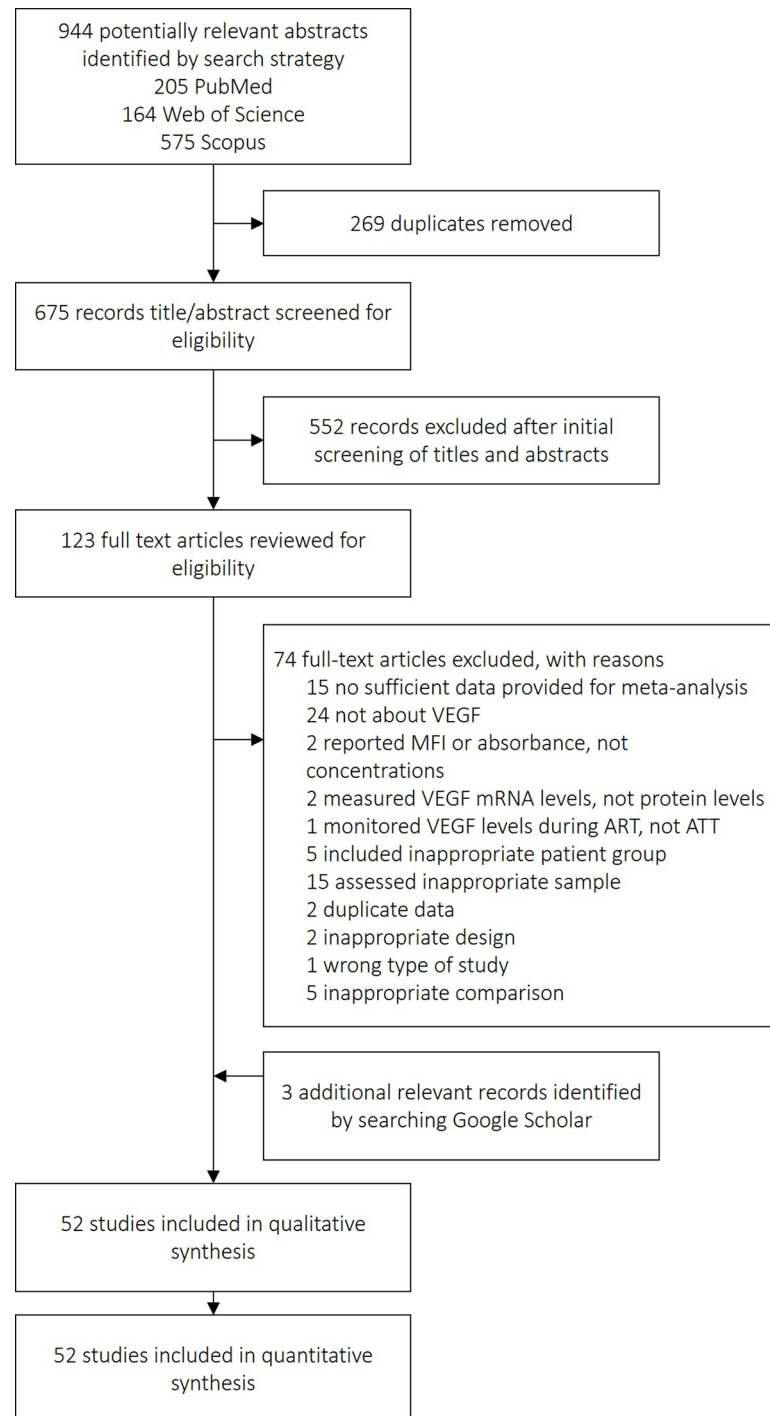 944 potentially relevant abstracts
identified by search strategy
205 PubMed
164 Web of Science
575 Scopus
269 duplicates removed
675 records title/abstract screened for
eligibility
552 records excluded after initial
screening of titles and abstracts
123 full text articles reviewed for
eligibility
74 full-text articles excluded, with reasons
15 no sufficient data provided for meta-analysis
24 not about VEGF
2 reported MFI or absorbance, not
concentrations
2 measured VEGF mRNA levels, not protein levels
1 monitored VEGF levels during ART, not ATT
5 included inappropriate patient group
15 assessed inappropriate sample
2 duplicate data
2 inappropriate design
1 wrong type of study
5 inappropriate comparison
3 additional relevant records identified
by searching Google Scholar
52 studies included in qualitative
synthesis
52 studies included in quantitative
synthesis